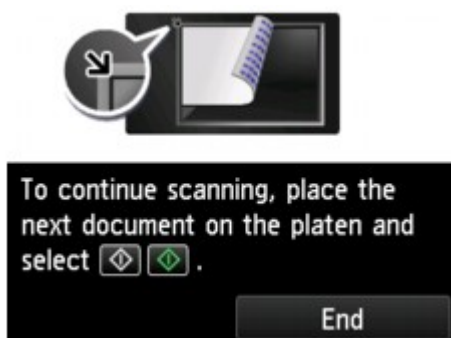 To continue scanning, place the
next document on the platen and
select .
End